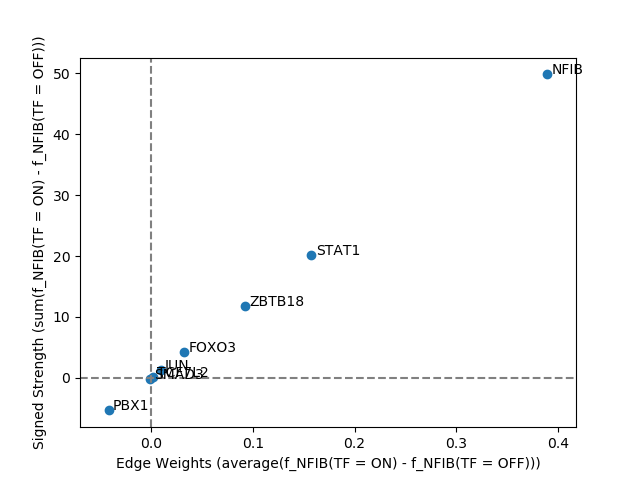 Signed Strength (sum(f_NFIB(TF = ON) - f_NFIB(TF = OFF)))
50
40
30
20
10
0
NFIB
STAT1
ZBTB18
FOXO3
JUN
PBX1
0.0
0.1
0.2
0.3
0.4
Edge Weights (average(f_NFIB(TF = ON) - f_NFIB(TF = OFF)))